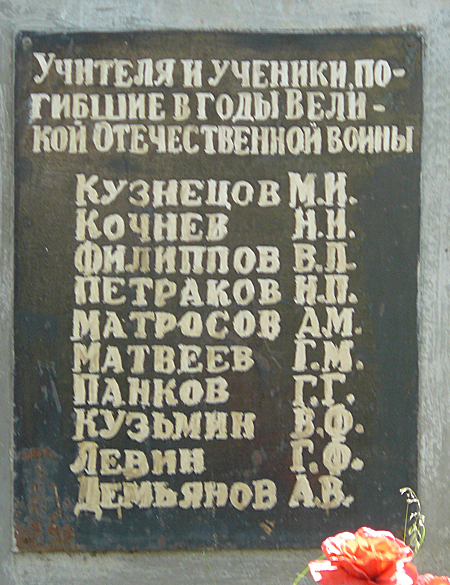 Учителя и ученики, по-
гибшие в годы Вели-
кой Отечественной войны
Кузнецов М.И.
Кочнев Н.И.
Филиппов В.П.
Петраков Н.П.
Матросов А.М.
Матвеев Г.М.
Панков Г.Г.
Кузьмин В.Ф.
Левин Г.Ф.
Демьянов А.В.